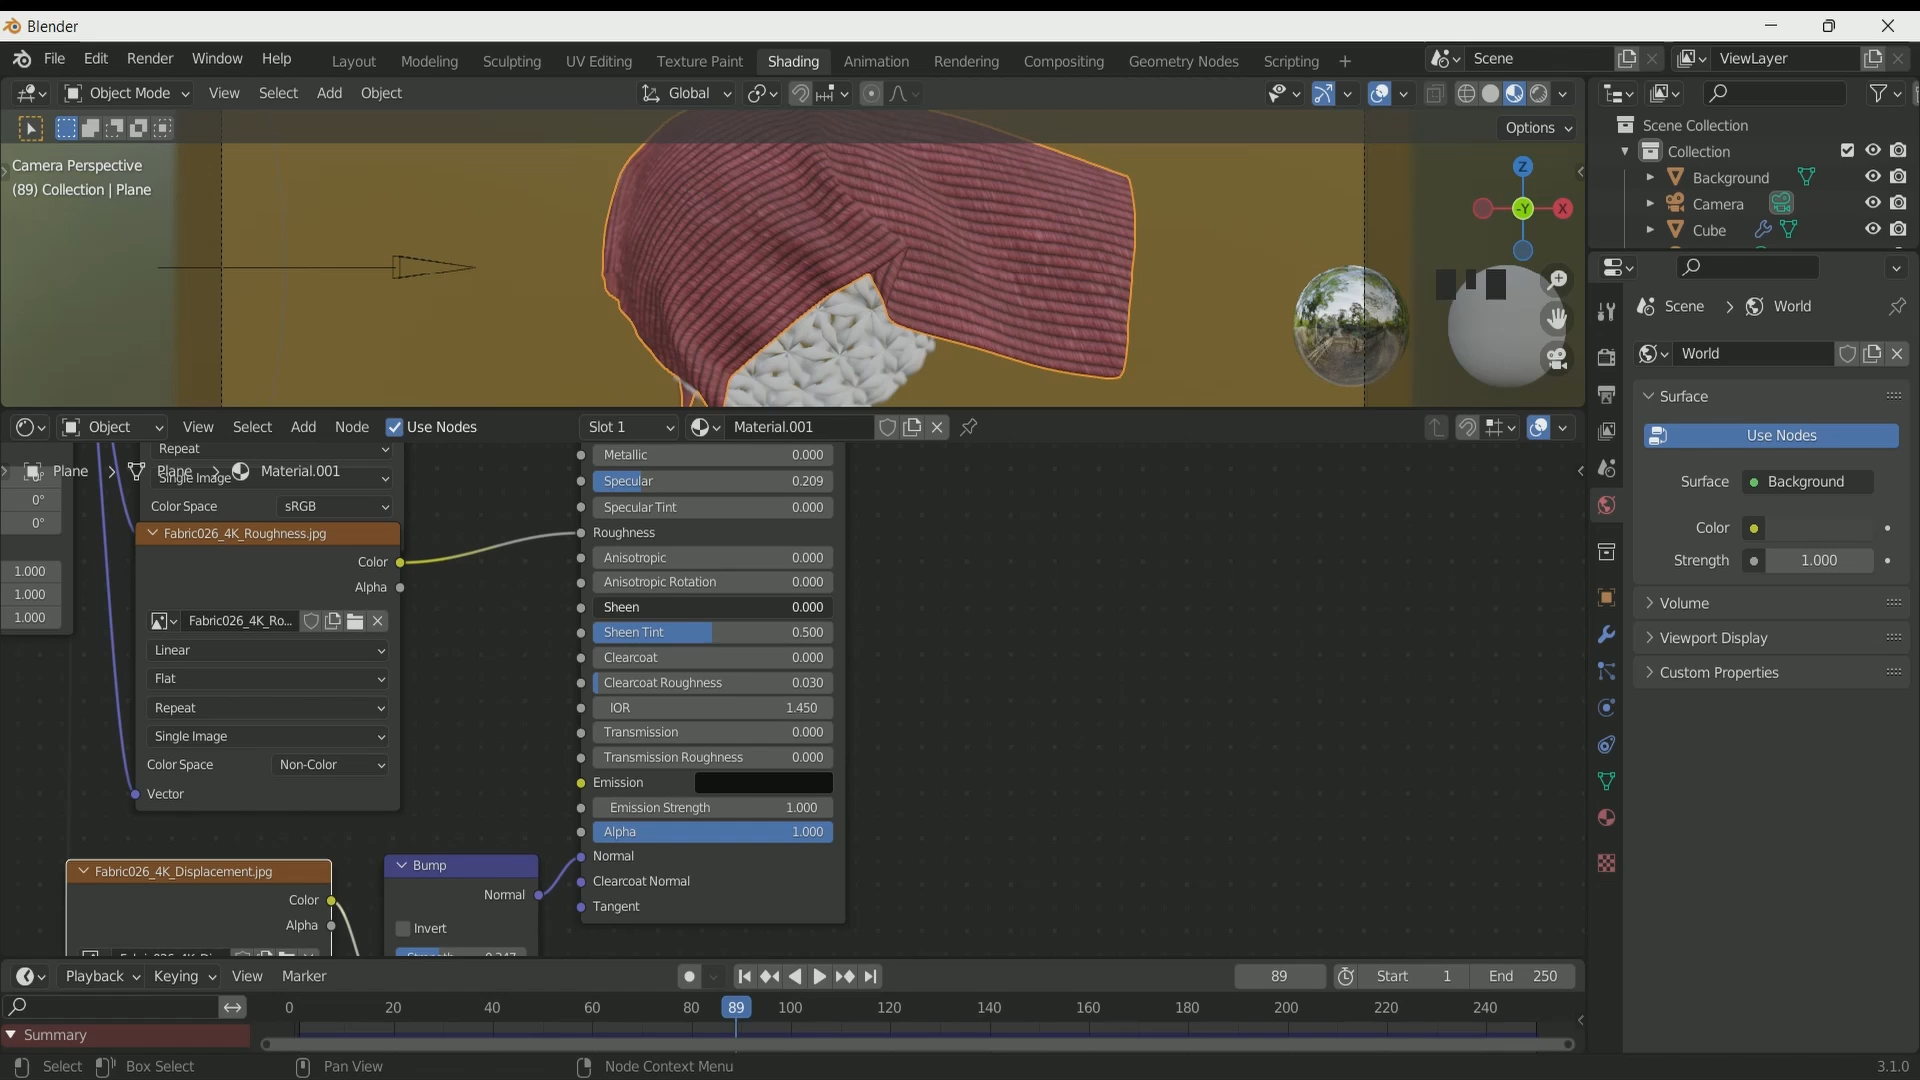 Blender
File Edit Render Window Help Layout Modeling Sculpting UV Editing Texture Paint Shading Animation Rendering Compositing Geometry Nodes Scripting + Scene ViewLayer
Object Mode View Select Add Object Global
Options
Camera Perspective
(89) Collection | Plane
Z
-Y
X
Scene Collection
Collection
Background
Camera
Cube
Scene > World
World
Surface
Use Nodes
Surface Background
Color
Strength 1.000
Volume
Viewport Display
Custom Properties
Object View Select Add Node Use Nodes Slot 1 Material.001
Plane > Plane > Material.001
Repeat
Single Image
Color Space sRGB
0°
0°
0°
1.000
1.000
1.000
Fabric026_4K_Roughness.jpg
Color
Alpha
Fabric026_4K_Ro...
Linear
Flat
Repeat
Single Image
Color Space Non-Color
Vector
Fabric026_4K_Displacement.jpg
Color
Alpha
Bump
Normal
Invert
Strength 0.347
Metallic 0.000
Specular 0.209
Specular Tint 0.000
Roughness
Anisotropic 0.000
Anisotropic Rotation 0.000
Sheen 0.000
Sheen Tint 0.500
Clearcoat 0.000
Clearcoat Roughness 0.030
IOR 1.450
Transmission 0.000
Transmission Roughness 0.000
Emission
Emission Strength 1.000
Alpha 1.000
Normal
Clearcoat Normal
Tangent
Playback Keying View Marker 89 Start 1 End 250
0 20 40 60 80 89 100 120 140 160 180 200 220 240
Summary
Select Box Select Pan View Node Context Menu 3.1.0